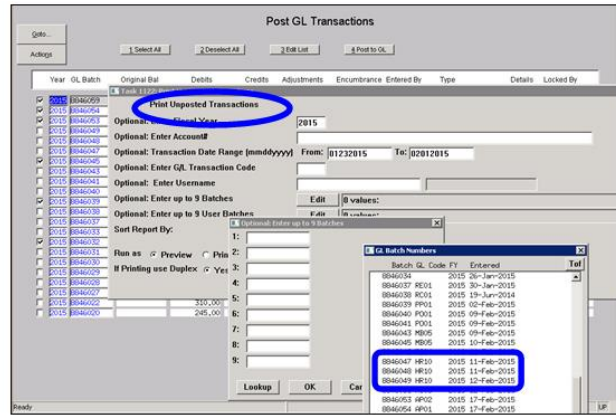 Post GL Transactions
Goto...
Actions
1 Select All
2 Deselect All
3 Edit List
4 Post to GL
Year GL Batch Original Bal Debits Credits Adjustments Encumbrance Entered By Type Details Locked By
2015 8846059
2015 8846054
2015 8846053
2015 8846049
2015 8846048
2015 8846047
2015 8846045
2015 8846043
2015 8846041
2015 8846040
2015 8846039
2015 8846038
2015 8846037
2015 8846033
2015 8846032
2015 8846031
2015 8846030
2015 8846029
2015 8846028
2015 8846027
2015 8846022 310.00
2015 8846020 245.00
Print Unposted Transactions
2015
Optional: Enter Account#
Optional: Transaction Date Range (mmddyyyy) From: 01232015 To: 02012015
Optional: Enter G/L Transaction Code
Optional: Enter Username
Optional: Enter up to 9 Batches Edit 0 values:
Optional: Enter up to 9 User Batches Edit 0 values:
Sort Report By:
Run as Preview
If Printing use Duplex Yes
Optional: Enter up to 9 Batches
1:
2:
3:
4:
5:
6:
7:
8:
9:
Lookup OK
GL Batch Numbers
Batch GL Code FY Entered
8846034 2015 26-Jan-2015
8846037 RE01 2015 30-Jan-2015
8846038 RC01 2015 19-Jun-2014
8846039 PP01 2015 02-Feb-2015
8846040 PO01 2015 09-Feb-2015
8846041 PO01 2015 09-Feb-2015
8846043 MB05 2015 09-Feb-2015
8846045 MB05 2015 10-Feb-2015
8846047 HR10 2015 11-Feb-2015
8846048 HR10 2015 11-Feb-2015
8846049 HR10 2015 12-Feb-2015
8846053 AP02 2015 17-Feb-2015
8846054 AP01 2015 17-Feb-2015
Ready